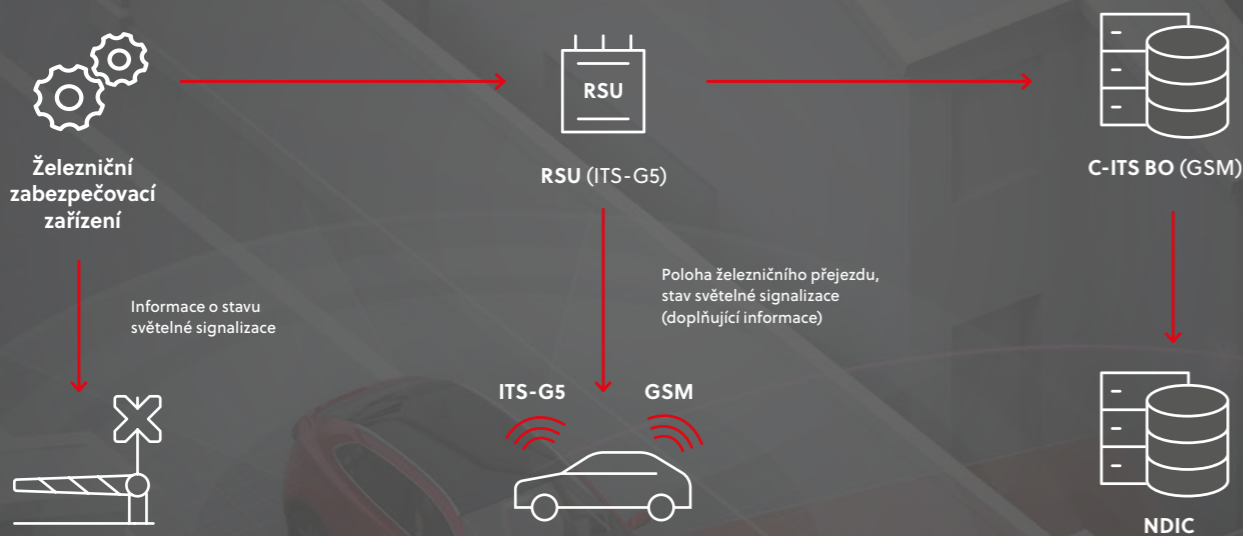 RSU
Železniční
zabezpečovací
zařízení
RSU (ITS-G5)
C-ITS BO (GSM)
Informace o stavu
světelné signalizace
Poloha železničního přejezdu,
stav světelné signalizace
(doplňující informace)
ITS-G5
GSM
NDIC